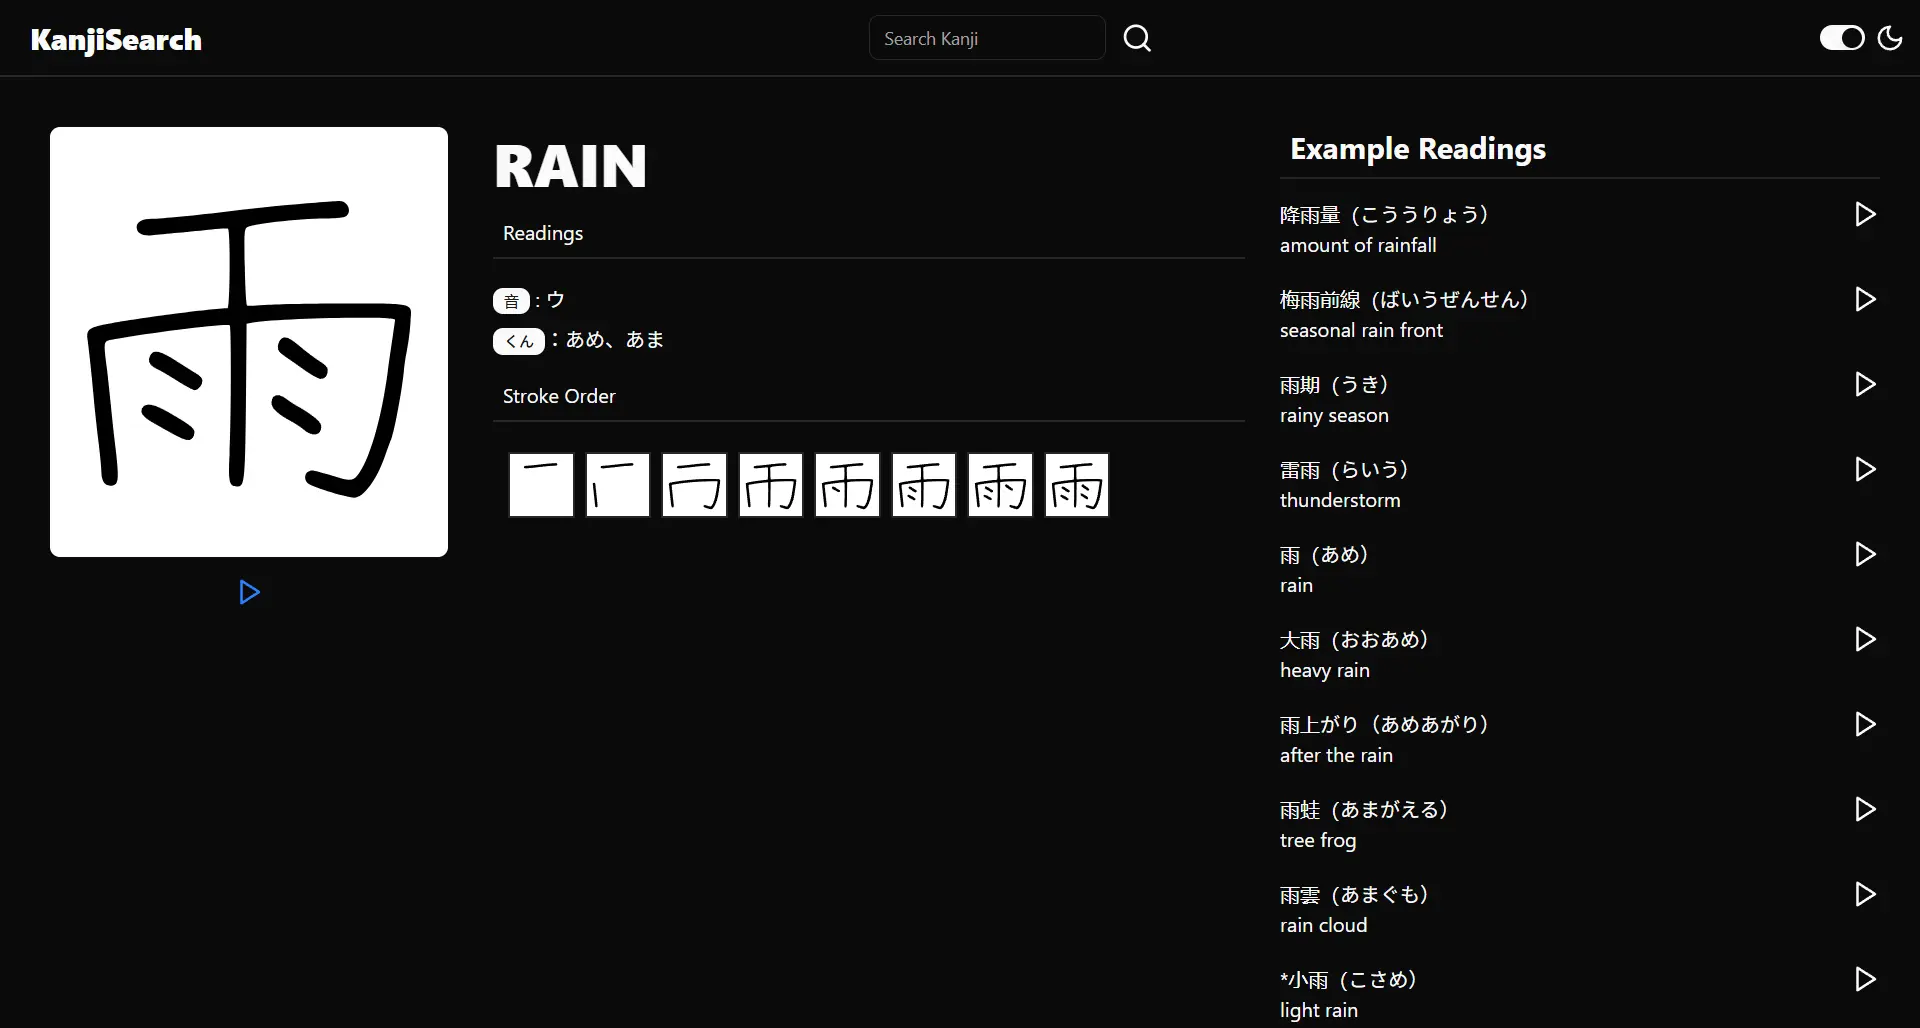 KanjiSearch
Search Kanji
雨
RAIN
Readings
音 : ウ
くん：あめ、あま
Stroke Order
Example Readings
降雨量（こううりょう）
amount of rainfall
梅雨前線（ばいうぜんせん）
seasonal rain front
雨期（うき）
rainy season
雷雨（らいう）
thunderstorm
雨（あめ）
rain
大雨（おおあめ）
heavy rain
雨上がり（あめあがり）
after the rain
雨蛙（あまがえる）
tree frog
雨雲（あまぐも）
rain cloud
*小雨（こさめ）
light rain